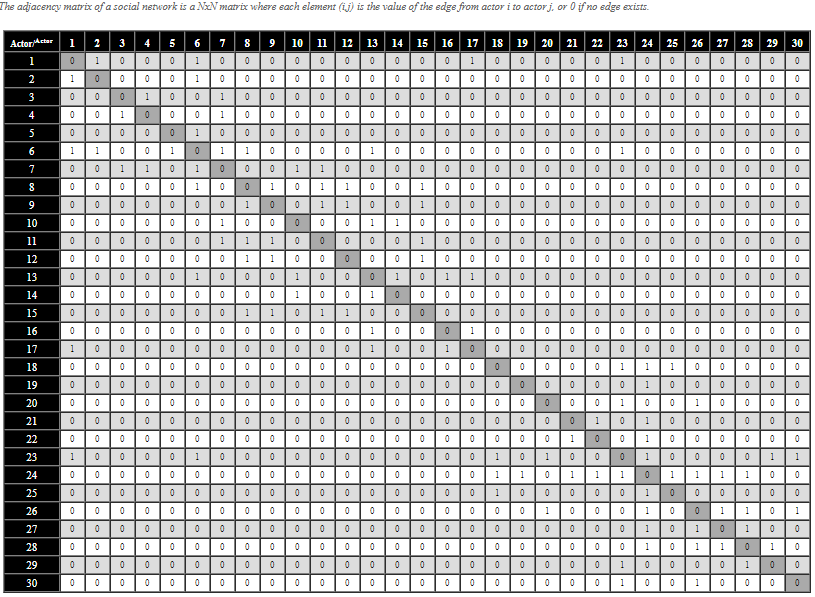 The adjacency matrix of a social network is a NxN matrix where each element (i,j) is the value of the edge from actor i to actor j, or 0 if no edge exists.
Actor/Actor 1 2 3 4 5 6 7 8 9 10 11 12 13 14 15 16 17 18 19 20 21 22 23 24 25 26 27 28 29 30
1 0 1 0 0 0 1 0 0 0 0 0 0 0 0 0 0 1 0 0 0 0 0 1 0 0 0 0 0 0 0
2 1 0 0 0 0 1 0 0 0 0 0 0 0 0 0 0 0 0 0 0 0 0 0 0 0 0 0 0 0 0
3 0 0 0 1 0 0 1 0 0 0 0 0 0 0 0 0 0 0 0 0 0 0 0 0 0 0 0 0 0 0
4 0 0 1 0 0 0 1 0 0 0 0 0 0 0 0 0 0 0 0 0 0 0 0 0 0 0 0 0 0 0
5 0 0 0 0 0 1 0 0 0 0 0 0 0 0 0 0 0 0 0 0 0 0 0 0 0 0 0 0 0 0
6 1 1 0 0 1 0 1 1 0 0 0 0 1 0 0 0 0 0 0 0 0 0 1 0 0 0 0 0 0 0
7 0 0 1 1 0 1 0 0 0 1 1 0 0 0 0 0 0 0 0 0 0 0 0 0 0 0 0 0 0 0
8 0 0 0 0 0 1 0 0 1 0 1 1 0 0 1 0 0 0 0 0 0 0 0 0 0 0 0 0 0 0
9 0 0 0 0 0 0 0 1 0 0 1 1 0 0 1 0 0 0 0 0 0 0 0 0 0 0 0 0 0 0
10 0 0 0 0 0 0 1 0 0 0 0 0 1 1 0 0 0 0 0 0 0 0 0 0 0 0 0 0 0 0
11 0 0 0 0 0 0 1 1 1 0 0 0 0 0 1 0 0 0 0 0 0 0 0 0 0 0 0 0 0 0
12 0 0 0 0 0 0 0 1 1 0 0 0 0 0 1 0 0 0 0 0 0 0 0 0 0 0 0 0 0 0
13 0 0 0 0 0 1 0 0 0 1 0 0 0 1 0 1 1 0 0 0 0 0 0 0 0 0 0 0 0 0
14 0 0 0 0 0 0 0 0 0 1 0 0 1 0 0 0 0 0 0 0 0 0 0 0 0 0 0 0 0 0
15 0 0 0 0 0 0 0 1 1 0 1 1 0 0 0 0 0 0 0 0 0 0 0 0 0 0 0 0 0 0
16 0 0 0 0 0 0 0 0 0 0 0 0 1 0 0 0 1 0 0 0 0 0 0 0 0 0 0 0 0 0
17 1 0 0 0 0 0 0 0 0 0 0 0 1 0 0 1 0 0 0 0 0 0 0 0 0 0 0 0 0 0
18 0 0 0 0 0 0 0 0 0 0 0 0 0 0 0 0 0 0 0 0 0 0 1 1 1 0 0 0 0 0
19 0 0 0 0 0 0 0 0 0 0 0 0 0 0 0 0 0 0 0 0 0 0 0 1 0 0 0 0 0 0
20 0 0 0 0 0 0 0 0 0 0 0 0 0 0 0 0 0 0 0 0 0 0 1 0 0 1 0 0 0 0
21 0 0 0 0 0 0 0 0 0 0 0 0 0 0 0 0 0 0 0 0 0 1 0 1 0 0 0 0 0 0
22 0 0 0 0 0 0 0 0 0 0 0 0 0 0 0 0 0 0 0 0 1 0 0 1 0 0 0 0 0 0
23 1 0 0 0 0 1 0 0 0 0 0 0 0 0 0 0 0 1 0 1 0 0 0 1 0 0 0 0 1 1
24 0 0 0 0 0 0 0 0 0 0 0 0 0 0 0 0 0 1 1 0 1 1 1 0 1 1 1 1 0 0
25 0 0 0 0 0 0 0 0 0 0 0 0 0 0 0 0 0 1 0 0 0 0 0 1 0 0 0 0 0 0
26 0 0 0 0 0 0 0 0 0 0 0 0 0 0 0 0 0 0 0 1 0 0 0 1 0 0 1 1 0 1
27 0 0 0 0 0 0 0 0 0 0 0 0 0 0 0 0 0 0 0 0 0 0 0 1 0 1 0 1 0 0
28 0 0 0 0 0 0 0 0 0 0 0 0 0 0 0 0 0 0 0 0 0 0 0 1 0 1 1 0 1 0
29 0 0 0 0 0 0 0 0 0 0 0 0 0 0 0 0 0 0 0 0 0 0 1 0 0 0 0 1 0 0
30 0 0 0 0 0 0 0 0 0 0 0 0 0 0 0 0 0 0 0 0 0 0 1 0 0 1 0 0 0 0